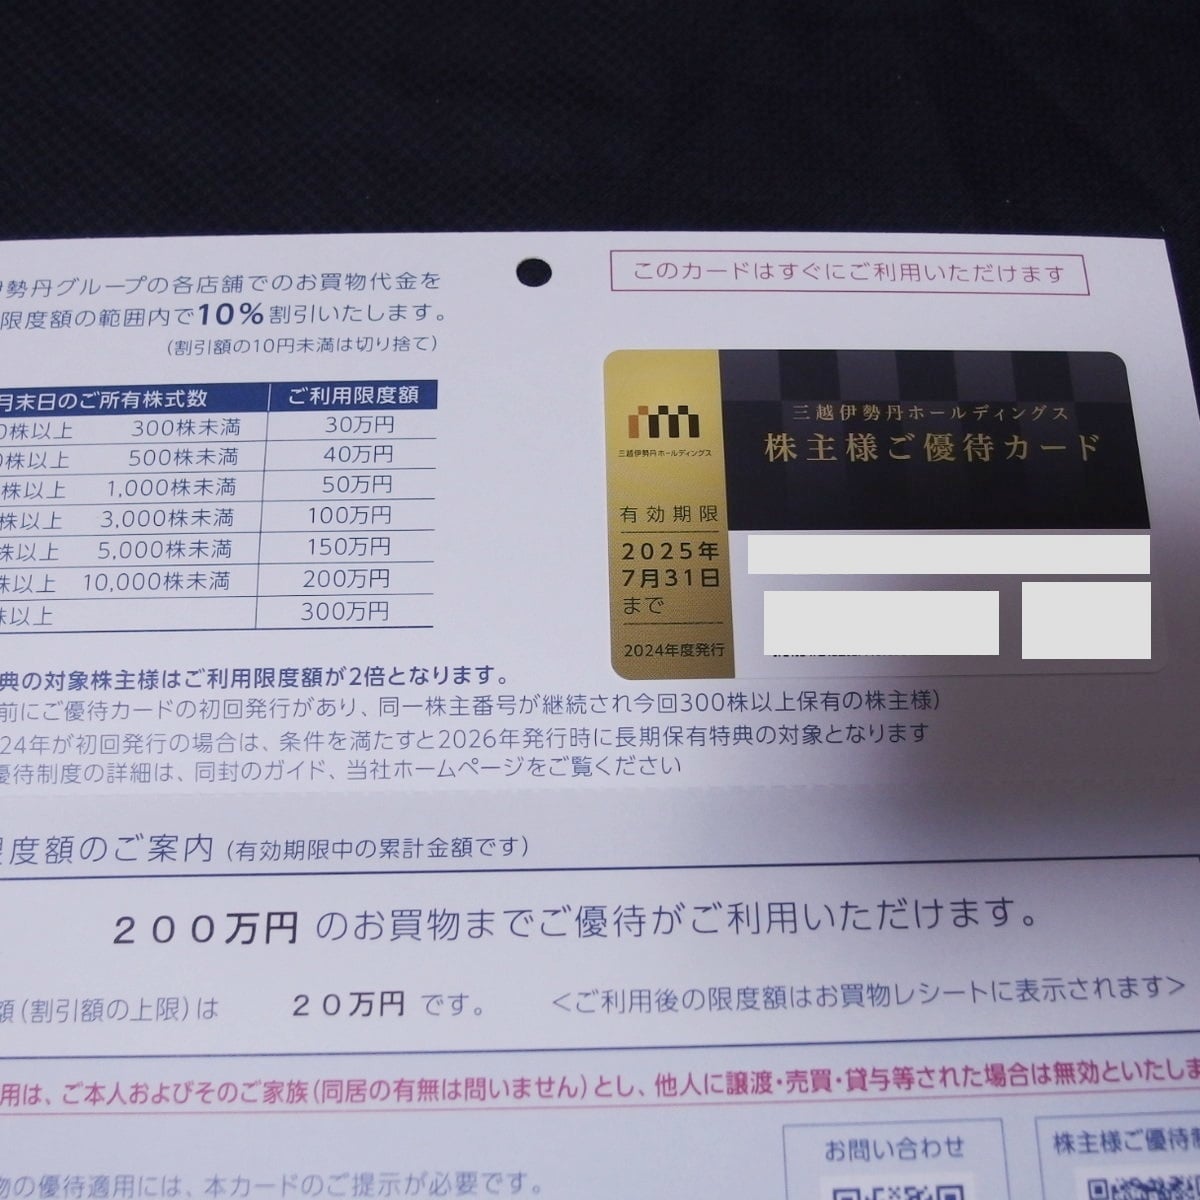 伊勢丹グループの各店舗でのお買物代金を
限度額の範囲内で10%割引いたします。
(割引額の10円未満は切り捨て)
このカードはすぐにご利用いただけます
月末日のご所有株式数 ご利用限度額
0株以上 300株未満 30万円
0株以上 500株未満 40万円
株以上 1,000株未満 50万円
株以上 3,000株未満 100万円
株以上 5,000株未満 150万円
株以上 10,000株未満 200万円
株以上 300万円
三越伊勢丹ホールディングス
三越伊勢丹ホールディングス
株主様ご優待カード
有効期限
2025年
7月31日
まで
2024年度発行
典の対象株主様はご利用限度額が2倍となります。
前にご優待カードの初回発行があり、同一株主番号が継続され今回300株以上保有の株主様)
24年が初回発行の場合は、条件を満たすと2026年発行時に長期保有特典の対象となります
優待制度の詳細は、同封のガイド、当社ホームページをご覧ください
限度額のご案内 (有効期限中の累計金額です)
200万円 のお買物までご優待がご利用いただけます。
額(割引額の上限)は 20万円 です。 <ご利用後の限度額はお買物レシートに表示されます>
用は、ご本人およびそのご家族(同居の有無は問いません)とし、他人に譲渡・売買・貸与等された場合は無効といたしま
物の優待適用には、本カードのご提示が必要です。
お問い合わせ
株主様ご優待制